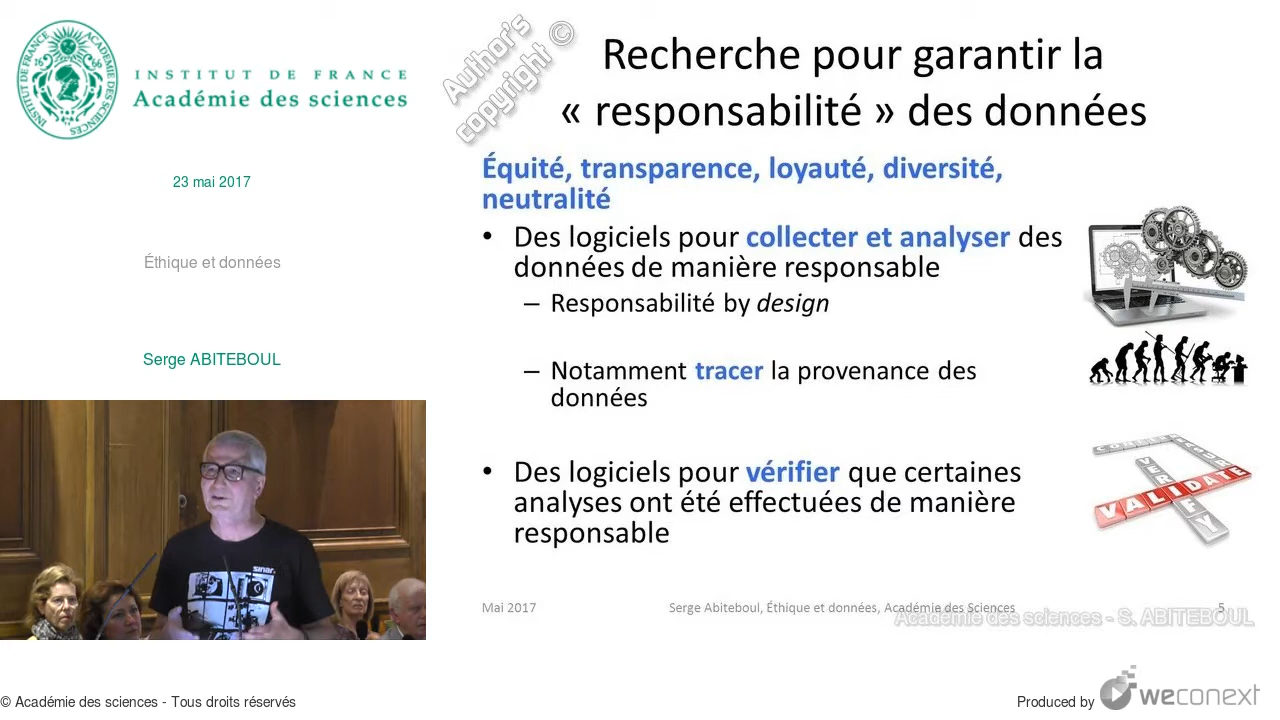 INSTITUT DE FRANCE
Académie des sciences
23 mai 2017
Éthique et données
Serge ABITEBOUL
Author's
copyright ©
Recherche pour garantir la
« responsabilité » des données
Équité, transparence, loyauté, diversité,
neutralité
• Des logiciels pour collecter et analyser des
données de manière responsable
– Responsabilité by design
– Notamment tracer la provenance des
données
• Des logiciels pour vérifier que certaines
analyses ont été effectuées de manière
responsable
VALIDATE
VERIFY
Mai 2017
Serge Abiteboul, Éthique et données, Académie des Sciences
5
Académie des sciences - S. ABITEBOUL
© Académie des sciences - Tous droits réservés
Produced by
weconext